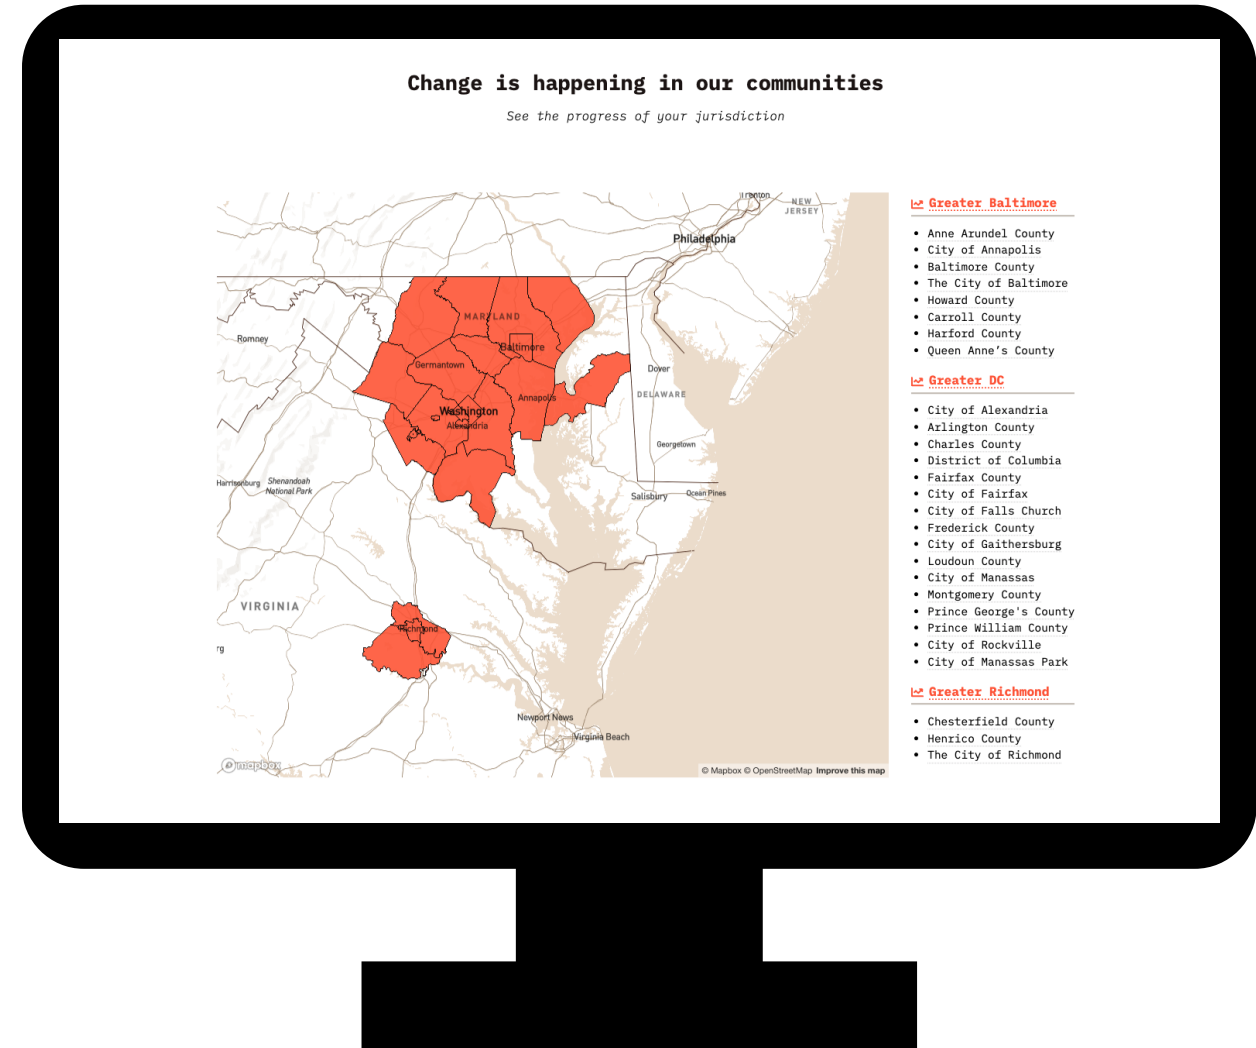 Change is happening in our communities
See the progress of your jurisdiction
Trenton
NEW
JERSEY
Philadelphia
MARYLAND
Romney
Baltimore
Germantown
Dover
DELAWARE
Annapolis
Washington
Alexandria
Georgetown
Harrisonburg
Shenandoah
National Park
Salisbury
Ocean Pines
VIRGINIA
Richmond
rg
Newport News
Virginia Beach
mapbox
© Mapbox © OpenStreetMap Improve this map
Greater Baltimore
• Anne Arundel County
• City of Annapolis
• Baltimore County
• The City of Baltimore
• Howard County
• Carroll County
• Harford County
• Queen Anne’s County
Greater DC
• City of Alexandria
• Arlington County
• Charles County
• District of Columbia
• Fairfax County
• City of Fairfax
• City of Falls Church
• Frederick County
• City of Gaithersburg
• Loudoun County
• City of Manassas
• Montgomery County
• Prince George's County
• Prince William County
• City of Rockville
• City of Manassas Park
Greater Richmond
• Chesterfield County
• Henrico County
• The City of Richmond